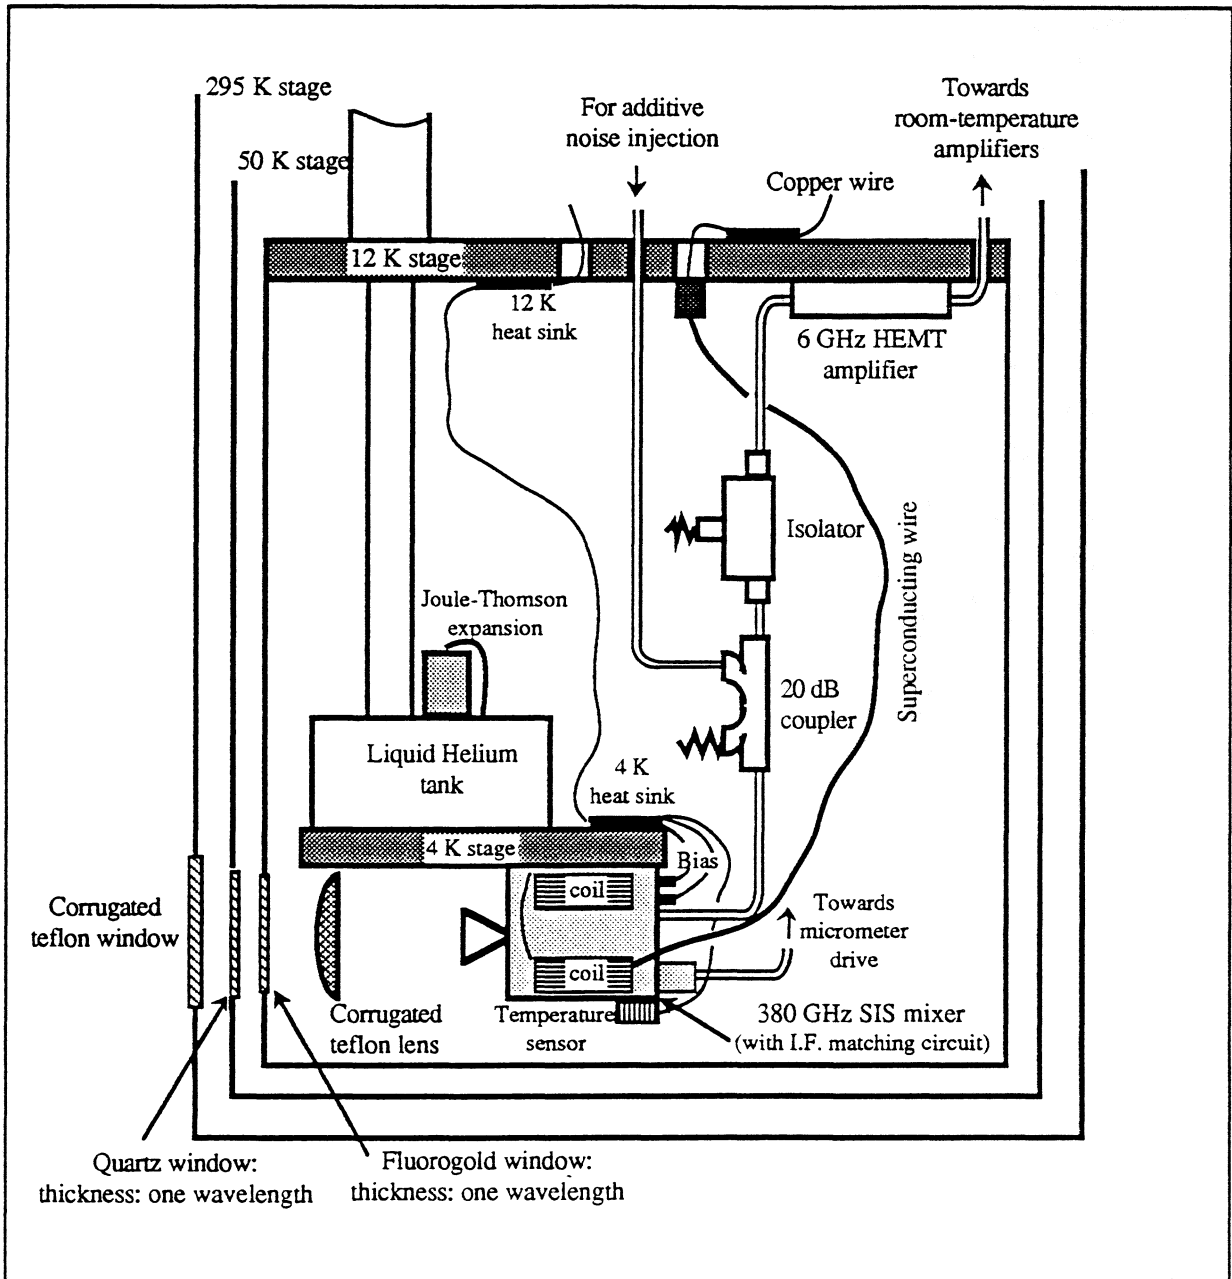 295 K stage
50 K stage
For additive
noise injection
Towards
room-temperature
amplifiers
Copper wire
12 K stage
12 K
heat sink
6 GHz HEMT
amplifier
Isolator
Superconducting wire
Joule-Thomson
expansion
20 dB
coupler
Liquid Helium
tank
4 K
heat sink
4 K stage
Bias
coil
Corrugated
teflon window
Towards
micrometer
drive
coil
Corrugated
teflon lens
Temperature
sensor
380 GHz SIS mixer
(with I.F. matching circuit)
Quartz window:
thickness: one wavelength
Fluorogold window:
thickness: one wavelength